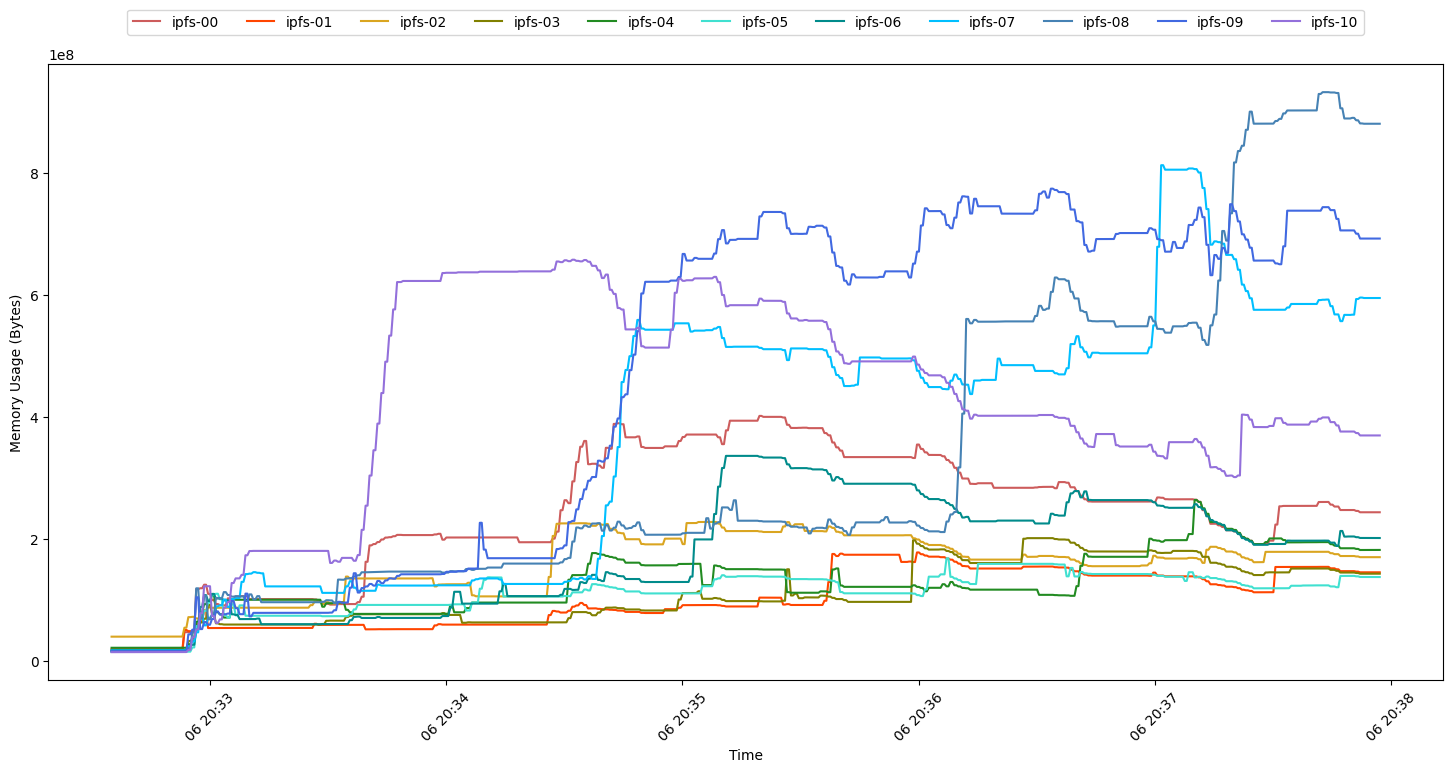 ipfs-00 ipfs-01 ipfs-02 ipfs-03 ipfs-04 ipfs-05 ipfs-06 ipfs-07 ipfs-08 ipfs-09 ipfs-10
1e8
8
6
4
2
0
Memory Usage (Bytes)
06 20:33 06 20:34 06 20:35 06 20:36 06 20:37 06 20:38
Time